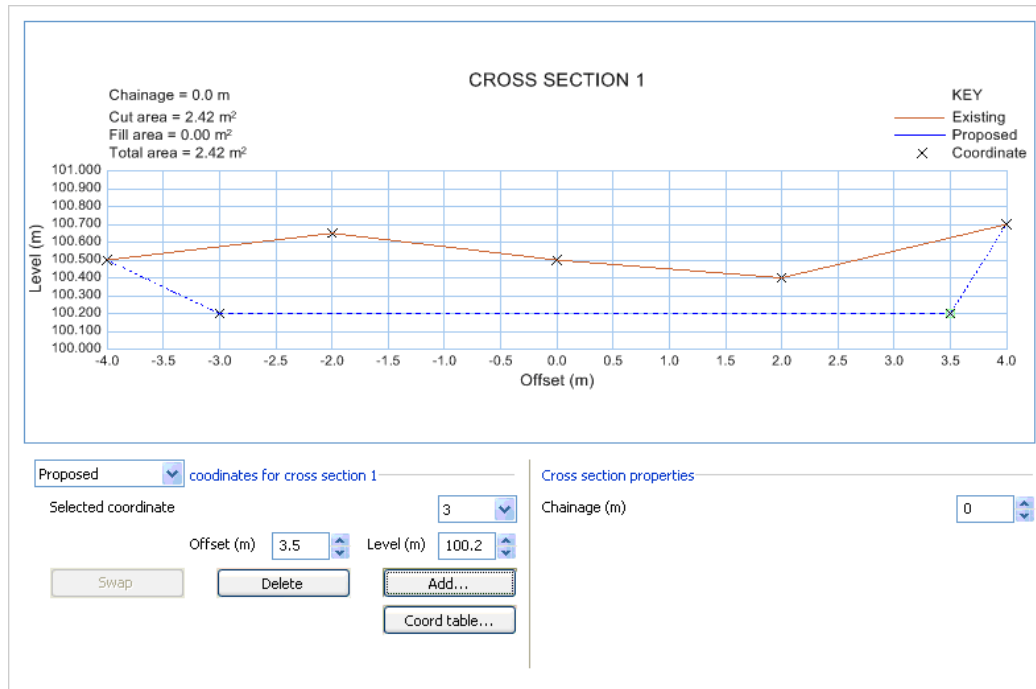 CROSS SECTION 1
Chainage = 0.0 m
Cut area = 2.42 m²
Fill area = 0.00 m²
Total area = 2.42 m²
KEY
Existing
Proposed
Coordinate
Level (m)
101.000
100.900
100.800
100.700
100.600
100.500
100.400
100.300
100.200
100.100
100.000
-4.0 -3.5 -3.0 -2.5 -2.0 -1.5 -1.0 -0.5 0.0 0.5 1.0 1.5 2.0 2.5 3.0 3.5 4.0
Offset (m)
Proposed coodinates for cross section 1
Selected coordinate 3
Offset (m) 3.5 Level (m) 100.2
Swap Delete Add...
Coord table...
Cross section properties
Chainage (m) 0